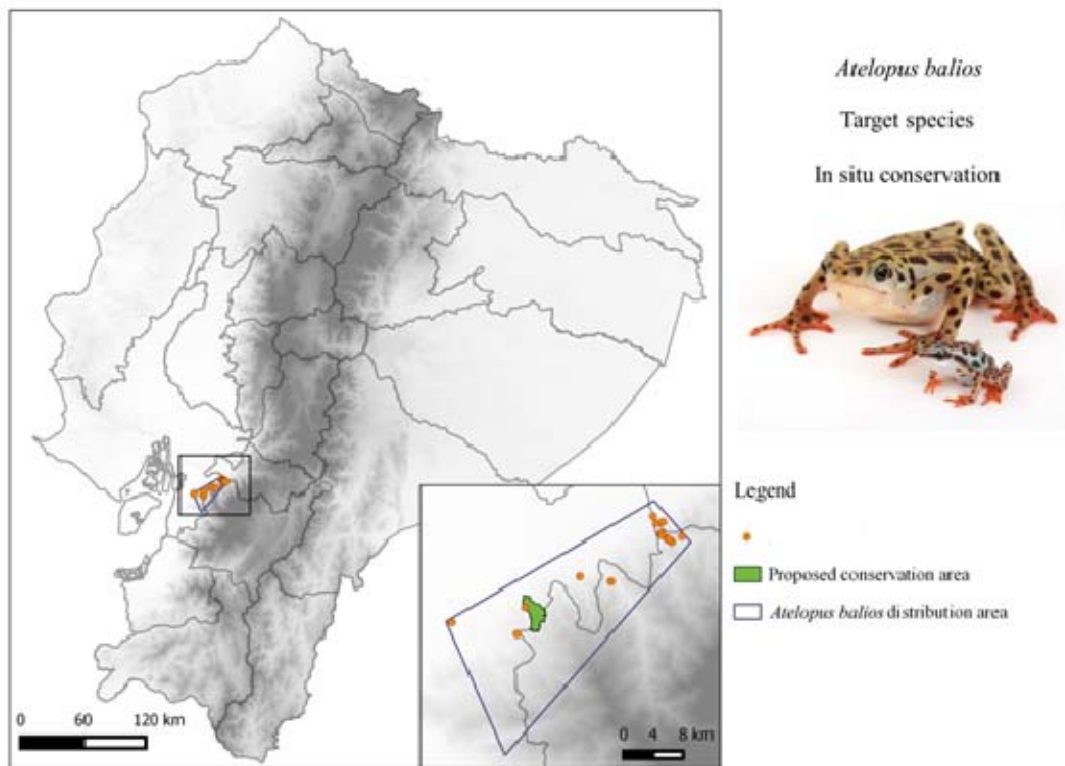 Atelopus balios
Target species
In situ conservation
Legend
Proposed conservation area
Atelopus balios distribution area
0 60 120 km
0 4 8 km